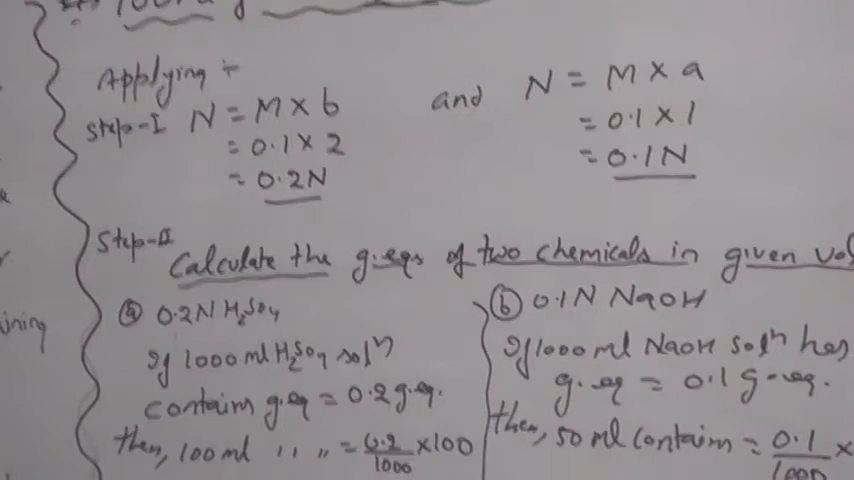 Applying :-
Step-I N = M × b
= 0.1 × 2
= 0.2N
and N = M × a
= 0.1 × 1
= 0.1N
Step-II
Calculate the g.eqs of two chemicals in given vol
(a) 0.2N H₂SO₄
If 1000 ml H₂SO₄ solⁿ
contains g.eq = 0.2 g.eq.
then, 100 ml " " = 0.2/1000 ×100
(b) 0.1N NaOH
If 1000 ml NaOH solⁿ has
g.eq = 0.1 g.eq.
then, 50 ml contains = 0.1/1000 ×
ining